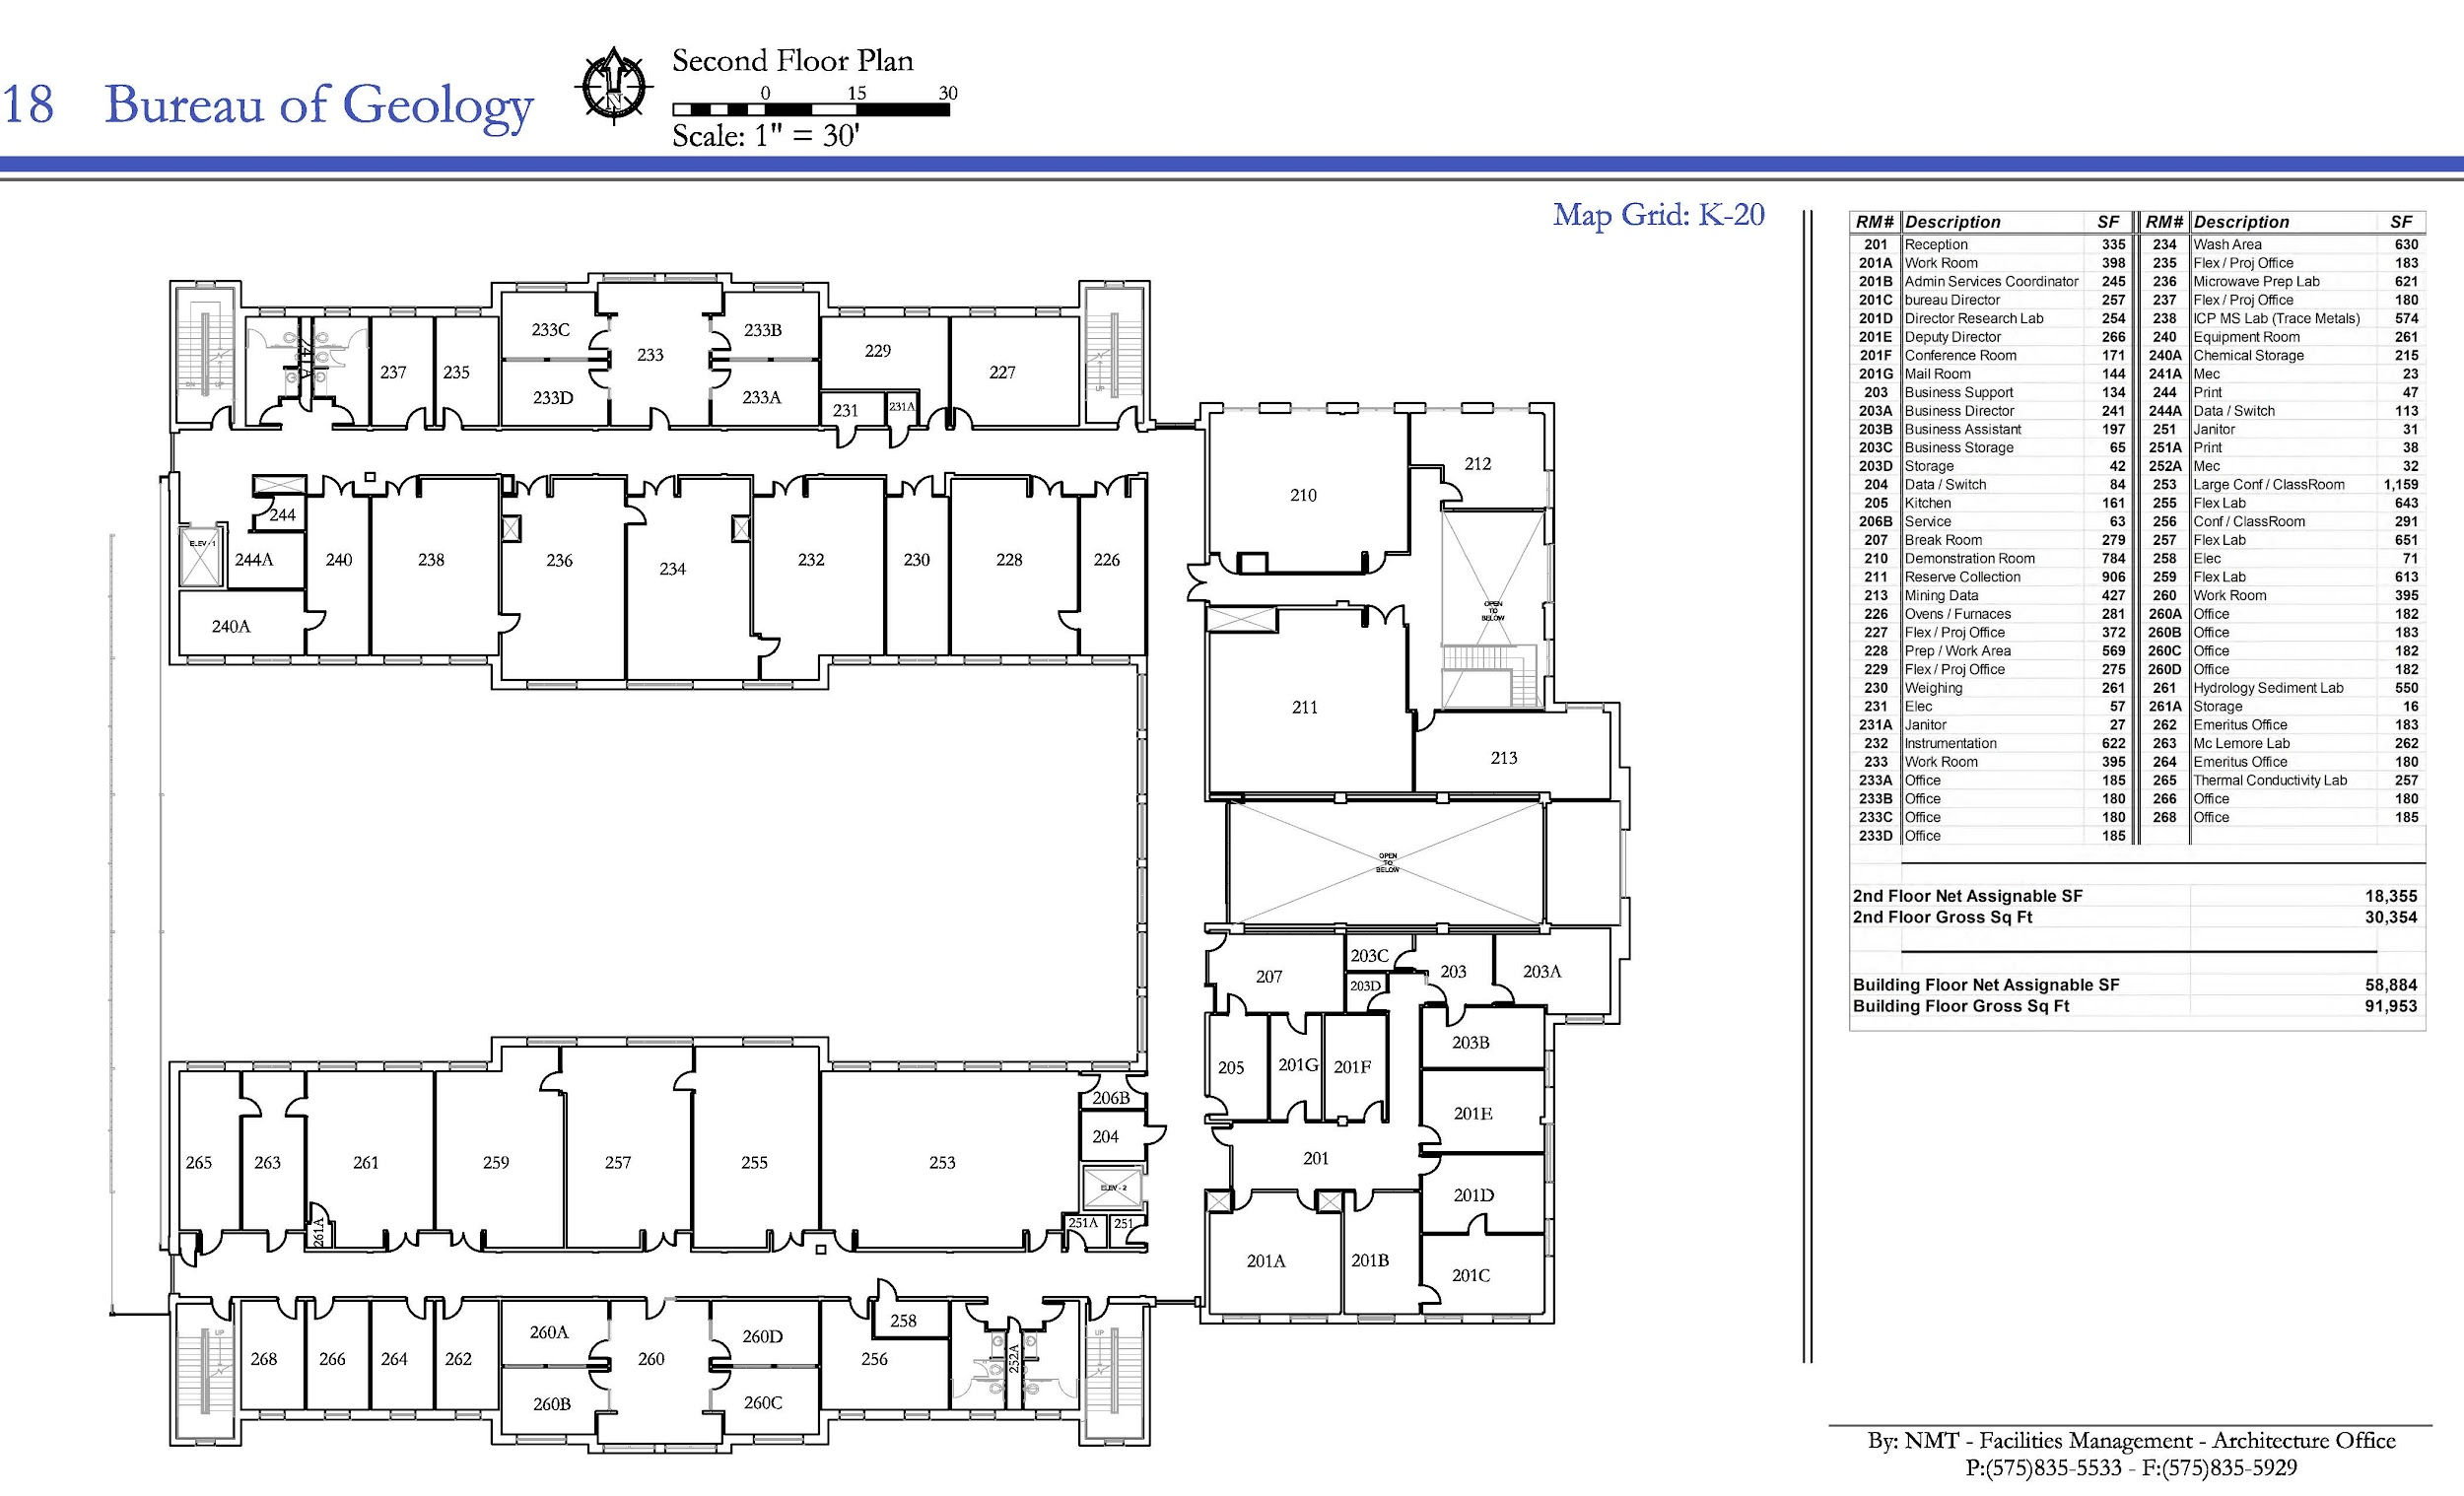 18 Bureau of Geology
N
Second Floor Plan
0 15 30
Scale: 1" = 30'
Map Grid: K-20
233C 233 233B 229 227
241A 237 235 233D 233A 231 231A
DN UP
UP
210 212
244
ELEV - 1
244A 240 238 236 234 232 230 228 226
240A
OPEN
TO
BELOW
211
213
OPEN
TO
BELOW
207 203C 203 203A
203D
203B
205 201G 201F
206B
201E
204
265 263 261 259 257 255 253
201
ELEV - 2
201D
261A 251A 251
201A 201B 201C
258
UP
UP
260A 260 260D
268 266 264 262 256 252A
260B 260C
RM# Description SF RM# Description SF
201 Reception 335 234 Wash Area 630
201A Work Room 398 235 Flex / Proj Office 183
201B Admin Services Coordinator 245 236 Microwave Prep Lab 621
201C bureau Director 257 237 Flex / Proj Office 180
201D Director Research Lab 254 238 ICP MS Lab (Trace Metals) 574
201E Deputy Director 266 240 Equipment Room 261
201F Conference Room 171 240A Chemical Storage 215
201G Mail Room 144 241A Mec 23
203 Business Support 134 244 Print 47
203A Business Director 241 244A Data / Switch 113
203B Business Assistant 197 251 Janitor 31
203C Business Storage 65 251A Print 38
203D Storage 42 252A Mec 32
204 Data / Switch 84 253 Large Conf / ClassRoom 1,159
205 Kitchen 161 255 Flex Lab 643
206B Service 63 256 Conf / ClassRoom 291
207 Break Room 279 257 Flex Lab 651
210 Demonstration Room 784 258 Elec 71
211 Reserve Collection 906 259 Flex Lab 613
213 Mining Data 427 260 Work Room 395
226 Ovens / Furnaces 281 260A Office 182
227 Flex / Proj Office 372 260B Office 183
228 Prep / Work Area 569 260C Office 182
229 Flex / Proj Office 275 260D Office 182
230 Weighing 261 261 Hydrology Sediment Lab 550
231 Elec 57 261A Storage 16
231A Janitor 27 262 Emeritus Office 183
232 Instrumentation 622 263 Mc Lemore Lab 262
233 Work Room 395 264 Emeritus Office 180
233A Office 185 265 Thermal Conductivity Lab 257
233B Office 180 266 Office 180
233C Office 180 268 Office 185
233D Office 185
2nd Floor Net Assignable SF 18,355
2nd Floor Gross Sq Ft 30,354
Building Floor Net Assignable SF 58,884
Building Floor Gross Sq Ft 91,953
By: NMT - Facilities Management - Architecture Office
P:(575)835-5533 - F:(575)835-5929